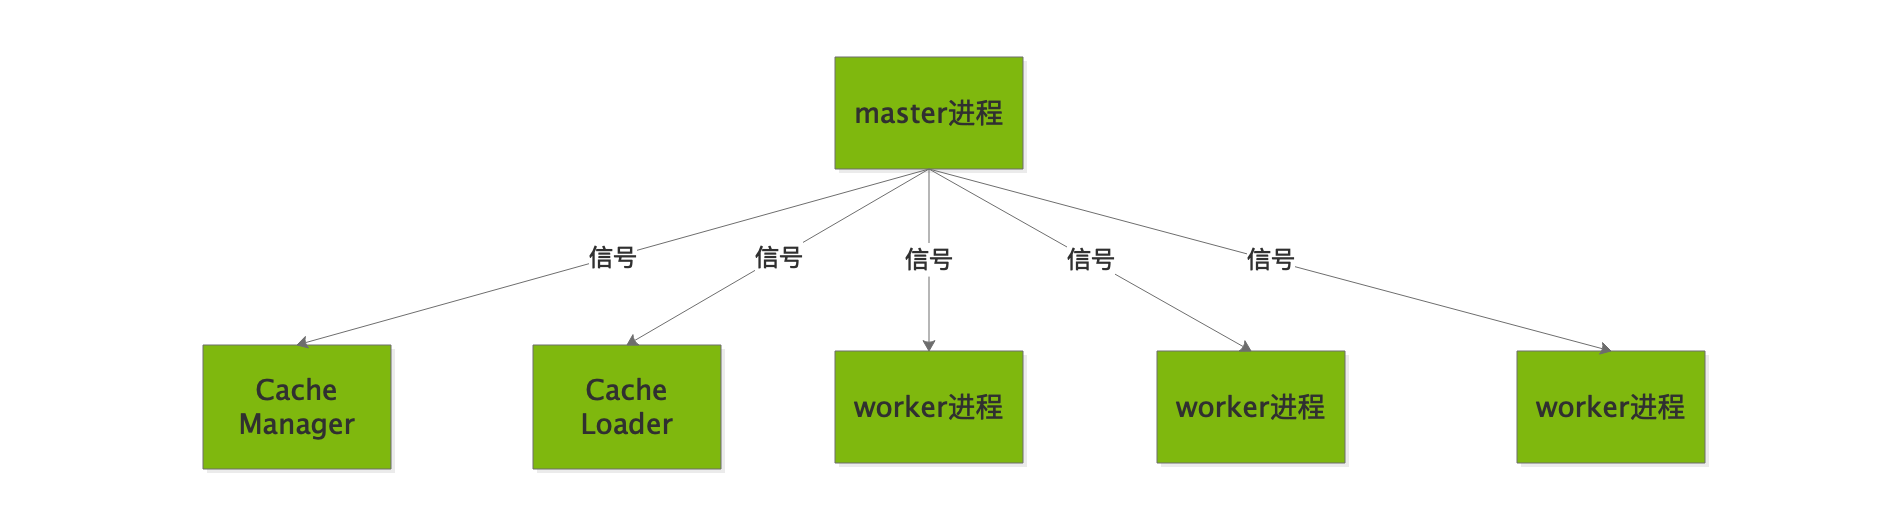 master进程
信号
信号
信号
信号
信号
Cache
Manager
Cache
Loader
worker进程
worker进程
worker进程